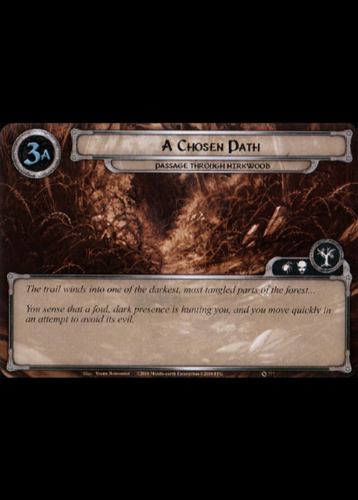 3A
A CHOSEN PATH
PASSAGE THROUGH MIRKWOOD
The trail winds into one of the darkest, most tangled parts of the forest...
You sense that a foul, dark presence is hunting you, and you move quickly in
an attempt to avoid its evil.